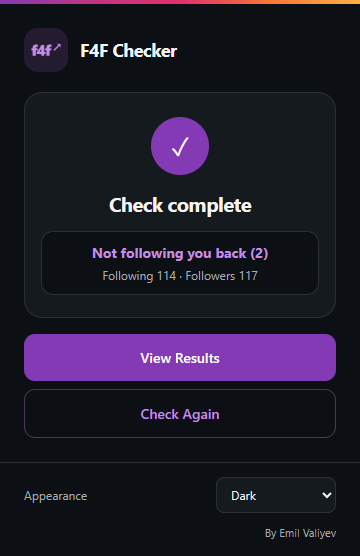 f4f↗ F4F Checker
✓
Check complete
Not following you back (2)
Following 114 · Followers 117
View Results
Check Again
Appearance Dark
By Emil Valiyev